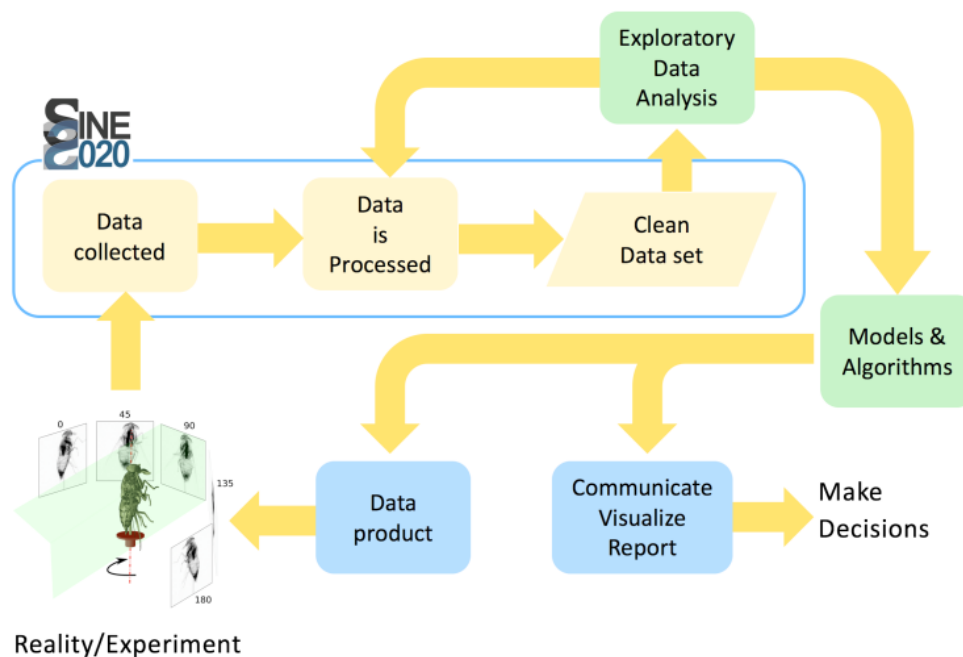 Exploratory
Data
Analysis
SINE
2020
Data
collected
Data
is
Processed
Clean
Data set
Models &
Algorithms
0
45
90
135
180
Data
product
Communicate
Visualize
Report
Make
Decisions
Reality/Experiment